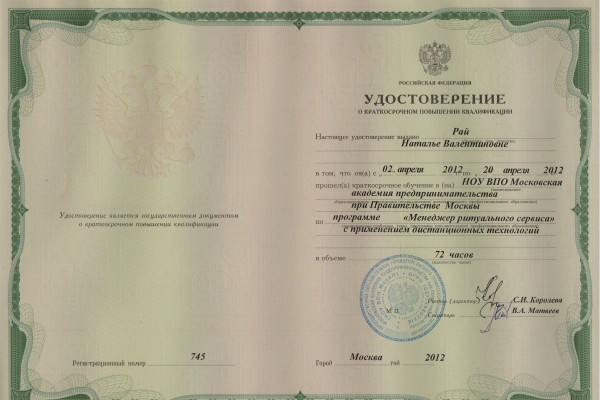 Удостоверение является государственным документом
о краткосрочном повышении квалификации
Регистрационный номер 745
РОССИЙСКАЯ ФЕДЕРАЦИЯ
УДОСТОВЕРЕНИЕ
О КРАТКОСРОЧНОМ ПОВЫШЕНИИ КВАЛИФИКАЦИИ
Настоящее удостоверение выдано Рай
Наталье Валентиновне
в том, что он(а) с „ 02. апреля 2012 по „ 20 апреля 2012
прошел(а) краткосрочное обучение в (на) НОУ ВПО Московская
академия предпринимательства
при Правительстве Москвы
по программе «Менеджер ритуального сервиса»
с применением дистанционных технологий
в объеме 72 часов
(количество часов)
М.П.
Ректор (директор) С.И. Королева
Секретарь В.А. Матвеев
Город Москва год 2012